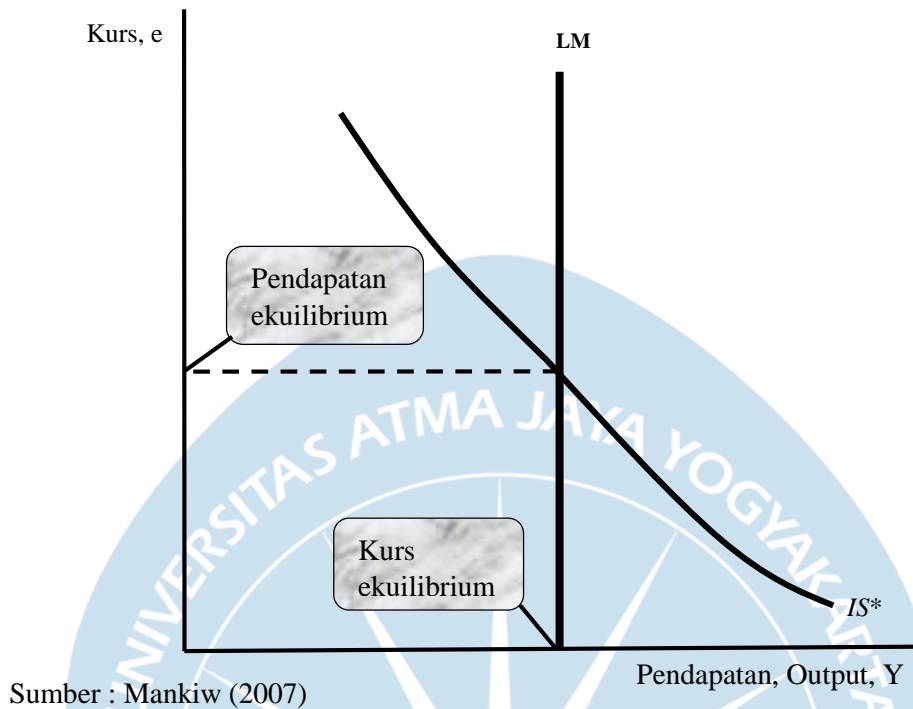 Kurs, e
LM
Pendapatan
ekuilibrium
UNIVERSITAS ATMA JAYA YOGYAKARTA
Kurs
ekuilibrium
IS*
Pendapatan, Output, Y
Sumber : Mankiw (2007)